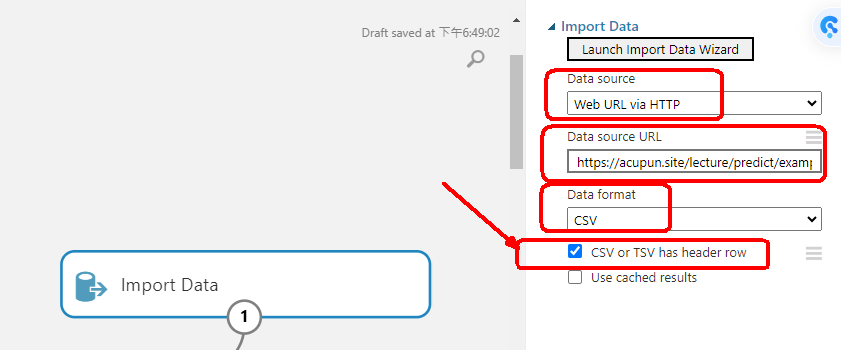 Draft saved at 下午6:49:02
Import Data
1
Import Data
Launch Import Data Wizard
Data source
Web URL via HTTP
Data source URL
https://acupun.site/lecture/predict/examp
Data format
CSV
CSV or TSV has header row
Use cached results